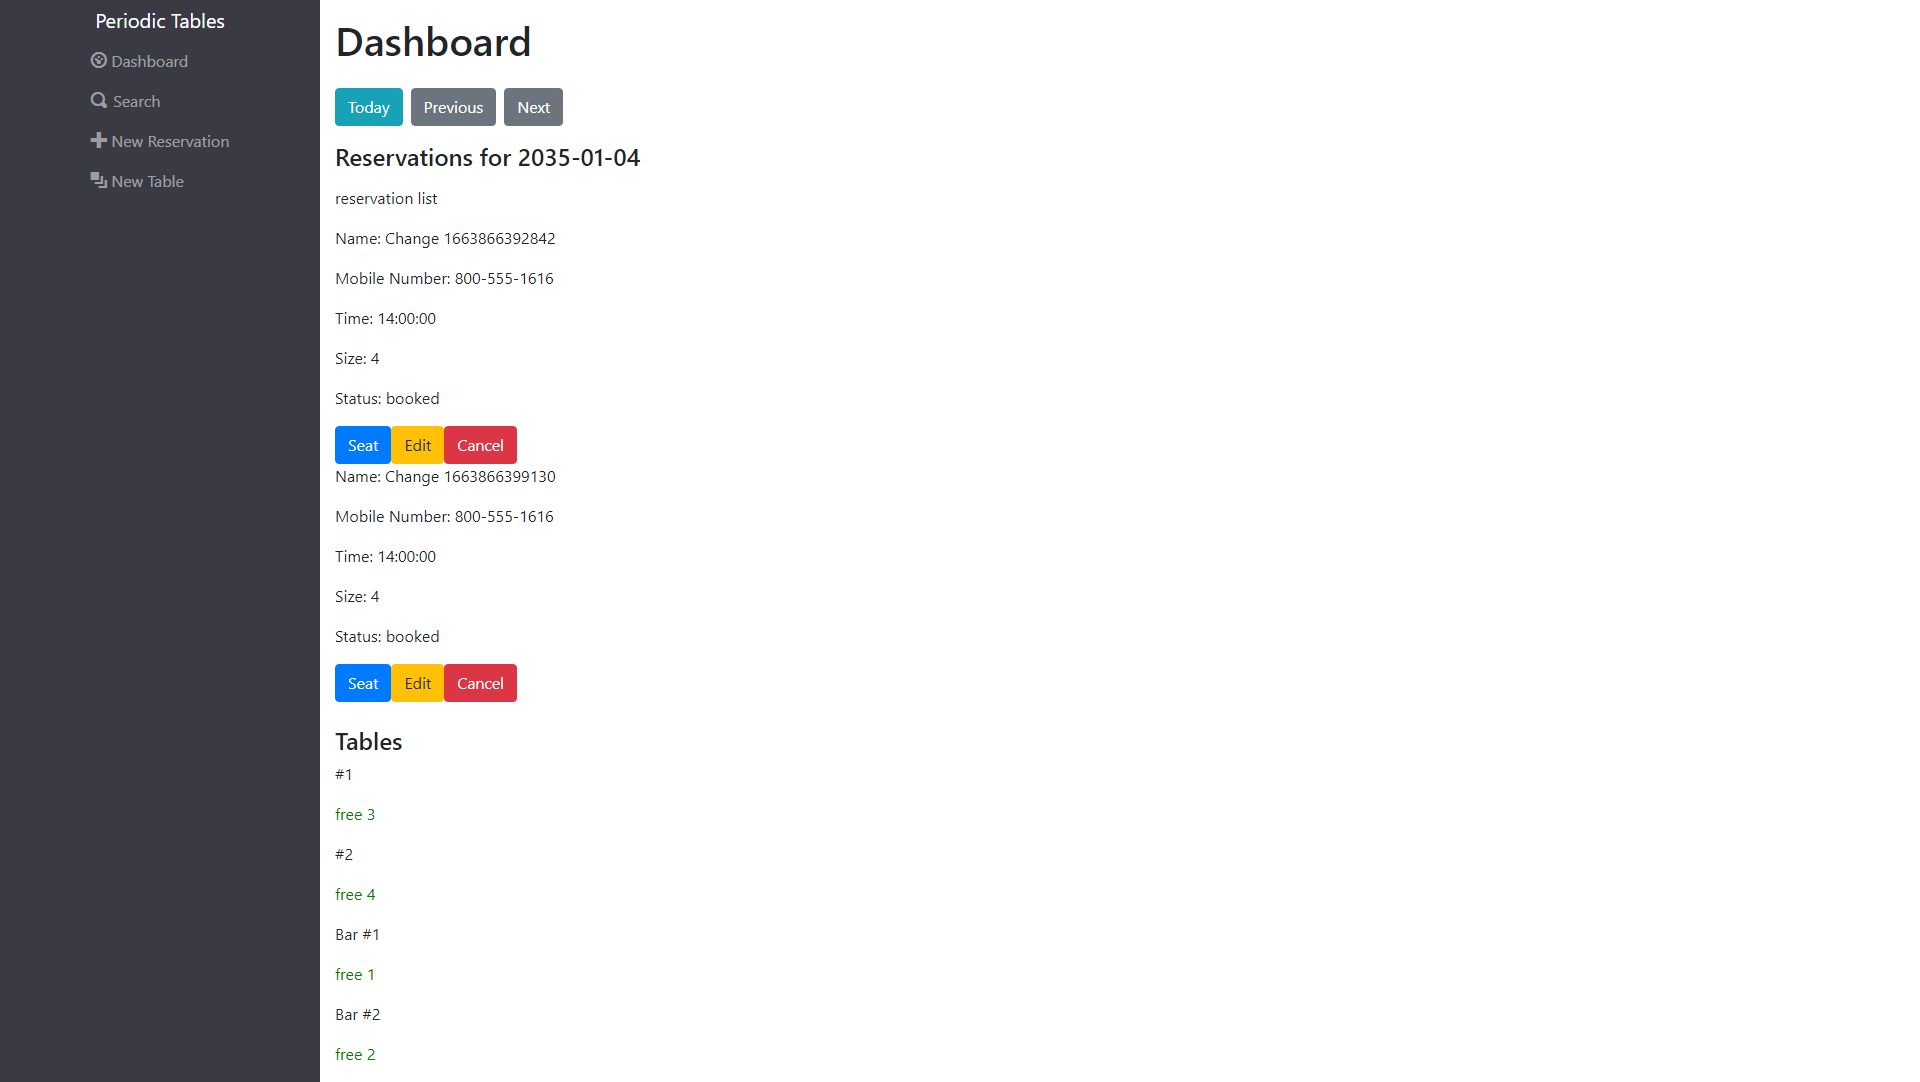 Periodic Tables
Dashboard
Search
New Reservation
New Table
Dashboard
Today Previous Next
Reservations for 2035-01-04
reservation list
Name: Change 1663866392842
Mobile Number: 800-555-1616
Time: 14:00:00
Size: 4
Status: booked
Seat Edit Cancel
Name: Change 1663866399130
Mobile Number: 800-555-1616
Time: 14:00:00
Size: 4
Status: booked
Seat Edit Cancel
Tables
#1
free 3
#2
free 4
Bar #1
free 1
Bar #2
free 2